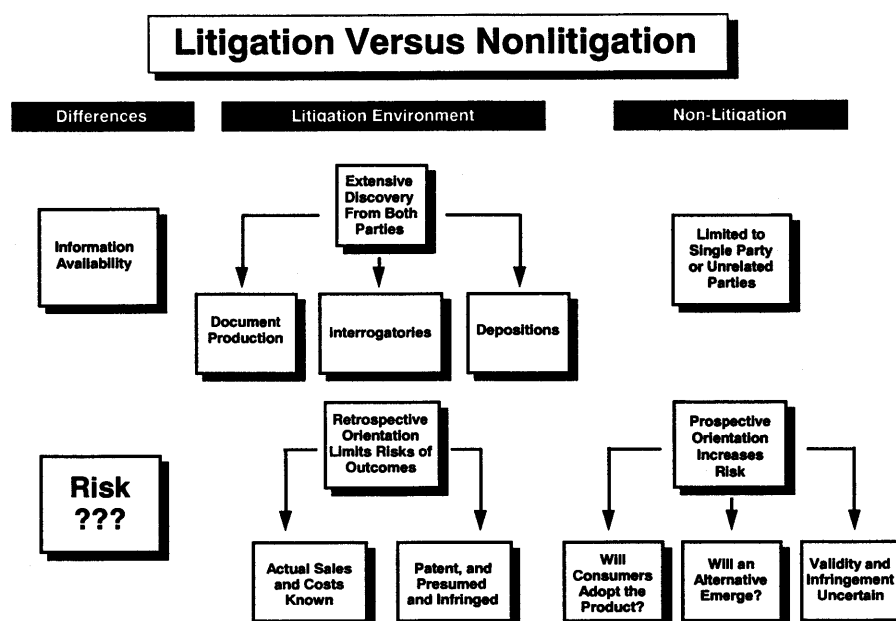 Litigation Versus Nonlitigation
Differences
Litigation Environment
Non-Litigation
Information
Availability
Extensive
Discovery
From Both
Parties
Limited to
Single Party
or Unrelated
Parties
Document
Production
Interrogatories
Depositions
Risk
???
Retrospective
Orientation
Limits Risks of
Outcomes
Prospective
Orientation
Increases
Risk
Actual Sales
and Costs
Known
Patent, and
Presumed
and Infringed
Will
Consumers
Adopt the
Product?
Will an
Alternative
Emerge?
Validity and
Infringement
Uncertain